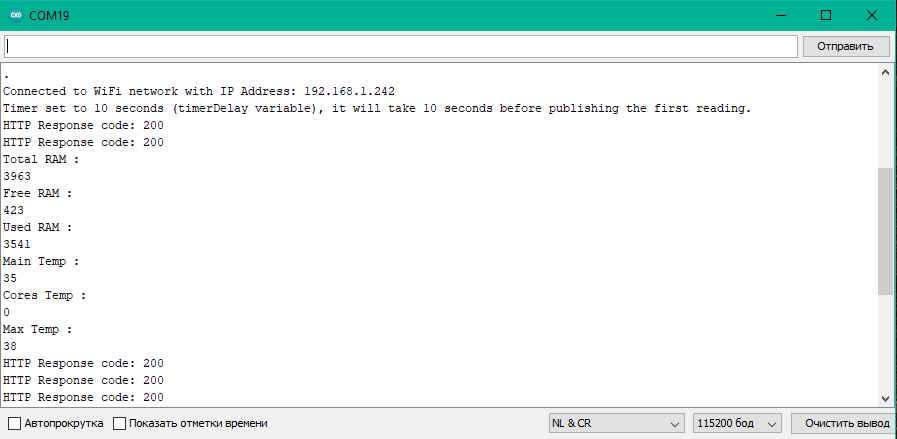 COM19
Отправить
.
Connected to WiFi network with IP Address: 192.168.1.242
Timer set to 10 seconds (timerDelay variable), it will take 10 seconds before publishing the first reading.
HTTP Response code: 200
HTTP Response code: 200
Total RAM :
3963
Free RAM :
423
Used RAM :
3541
Main Temp :
35
Cores Temp :
0
Max Temp :
38
HTTP Response code: 200
HTTP Response code: 200
HTTP Response code: 200
Автопрокрутка Показать отметки времени NL & CR 115200 бод Очистить вывод